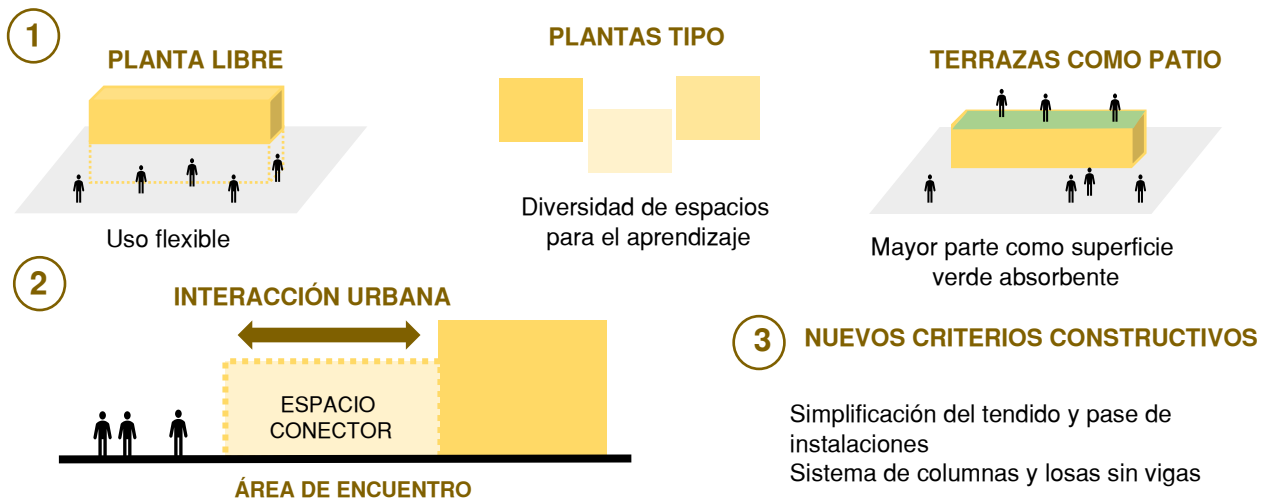 1
PLANTA LIBRE
Uso flexible
PLANTAS TIPO
Diversidad de espacios
para el aprendizaje
TERRAZAS COMO PATIO
Mayor parte como superficie
verde absorbente
2
INTERACCIÓN URBANA
ESPACIO
CONECTOR
ÁREA DE ENCUENTRO
3
NUEVOS CRITERIOS CONSTRUCTIVOS
Simplificación del tendido y pase de
instalaciones
Sistema de columnas y losas sin vigas